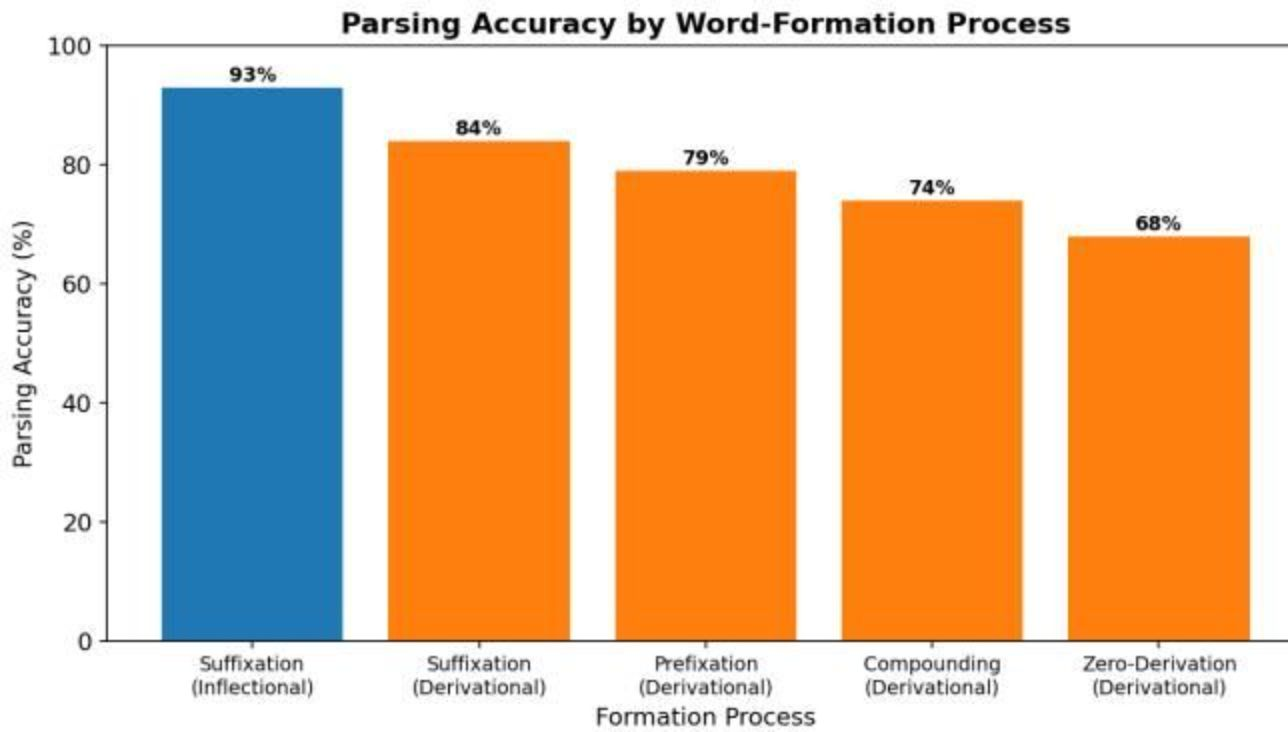 Parsing Accuracy by Word-Formation Process
Parsing Accuracy (%)
100
80
60
40
20
0
93%
84%
79%
74%
68%
Suffixation
(Inflectional)
Suffixation
(Derivational)
Prefixation
(Derivational)
Compounding
(Derivational)
Zero-Derivation
(Derivational)
Formation Process